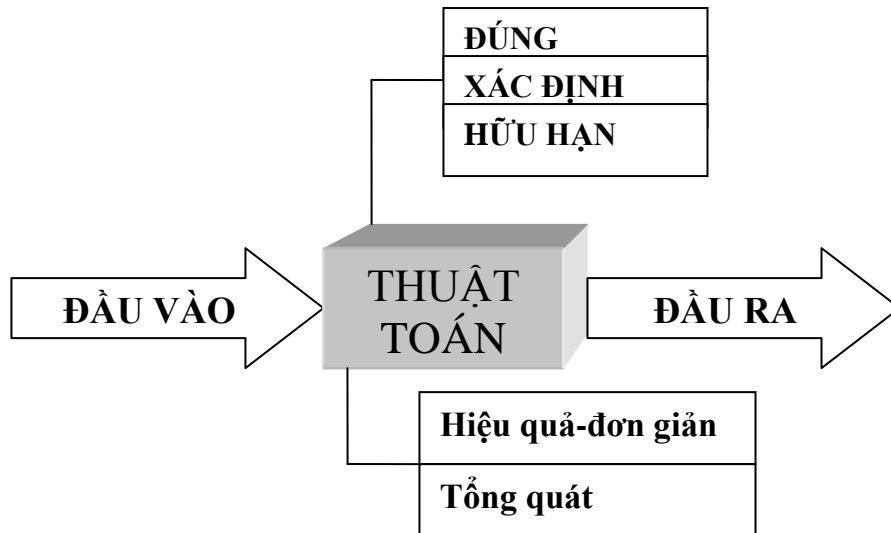 ĐÚNG
XÁC ĐỊNH
HỮU HẠN
ĐẦU VÀO
THUẬT
TOÁN
ĐẦU RA
Hiệu quả-đơn giản
Tổng quát